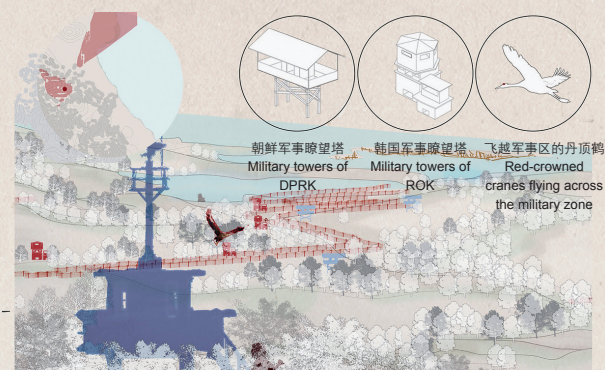 朝鲜军事瞭望塔
Military towers of
DPRK
韩国军事瞭望塔
Military towers of
ROK
飞越军事区的丹顶鹤
Red-crowned
cranes flying across
the military zone